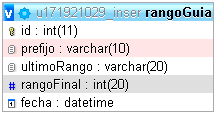 v u171921029_inser rangoGuia
id : int(11)
prefijo : varchar(10)
ultimoRango : varchar(20)
# rangoFinal : int(20)
fecha : datetime